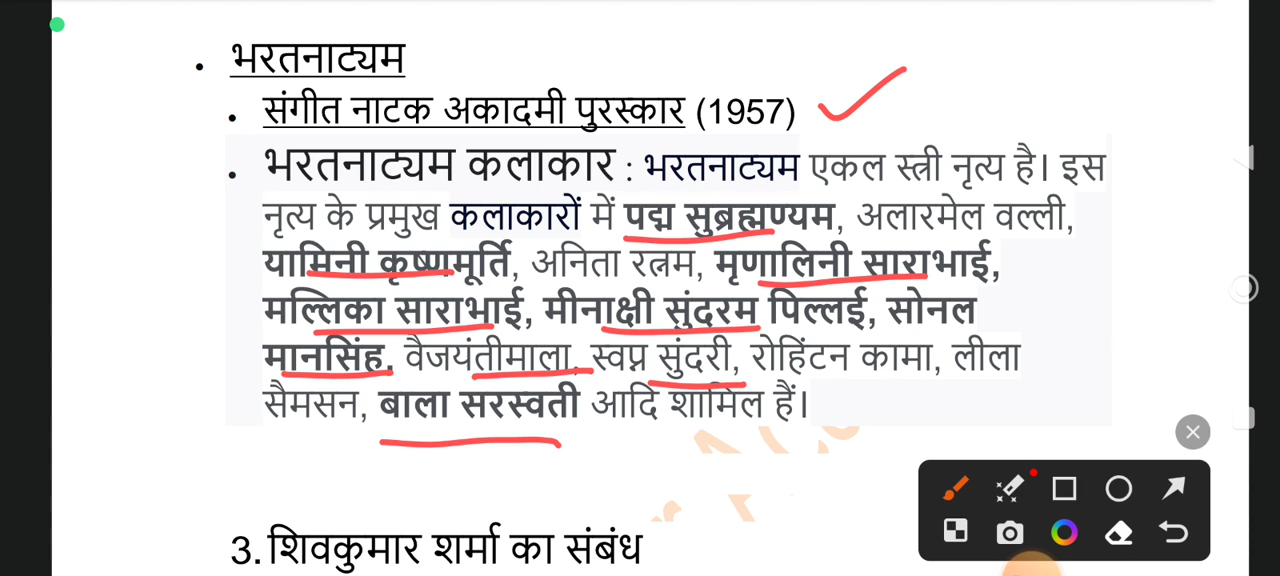 • भरतनाट्यम
• संगीत नाटक अकादमी पुरस्कार (1957)
• भरतनाट्यम कलाकार : भरतनाट्यम एकल स्त्री नृत्य है। इस
नृत्य के प्रमुख कलाकारों में पद्म सुब्रह्मण्यम, अलारमेल वल्ली,
यामिनी कृष्णमूर्ति, अनिता रत्नम, मृणालिनी साराभाई,
मल्लिका साराभाई, मीनाक्षी सुंदरम पिल्लई, सोनल
मानसिंह, वैजयंतीमाला, स्वप्न सुंदरी, रोहिंटन कामा, लीला
सैमसन, बाला सरस्वती आदि शामिल हैं।
3. शिवकुमार शर्मा का संबंध